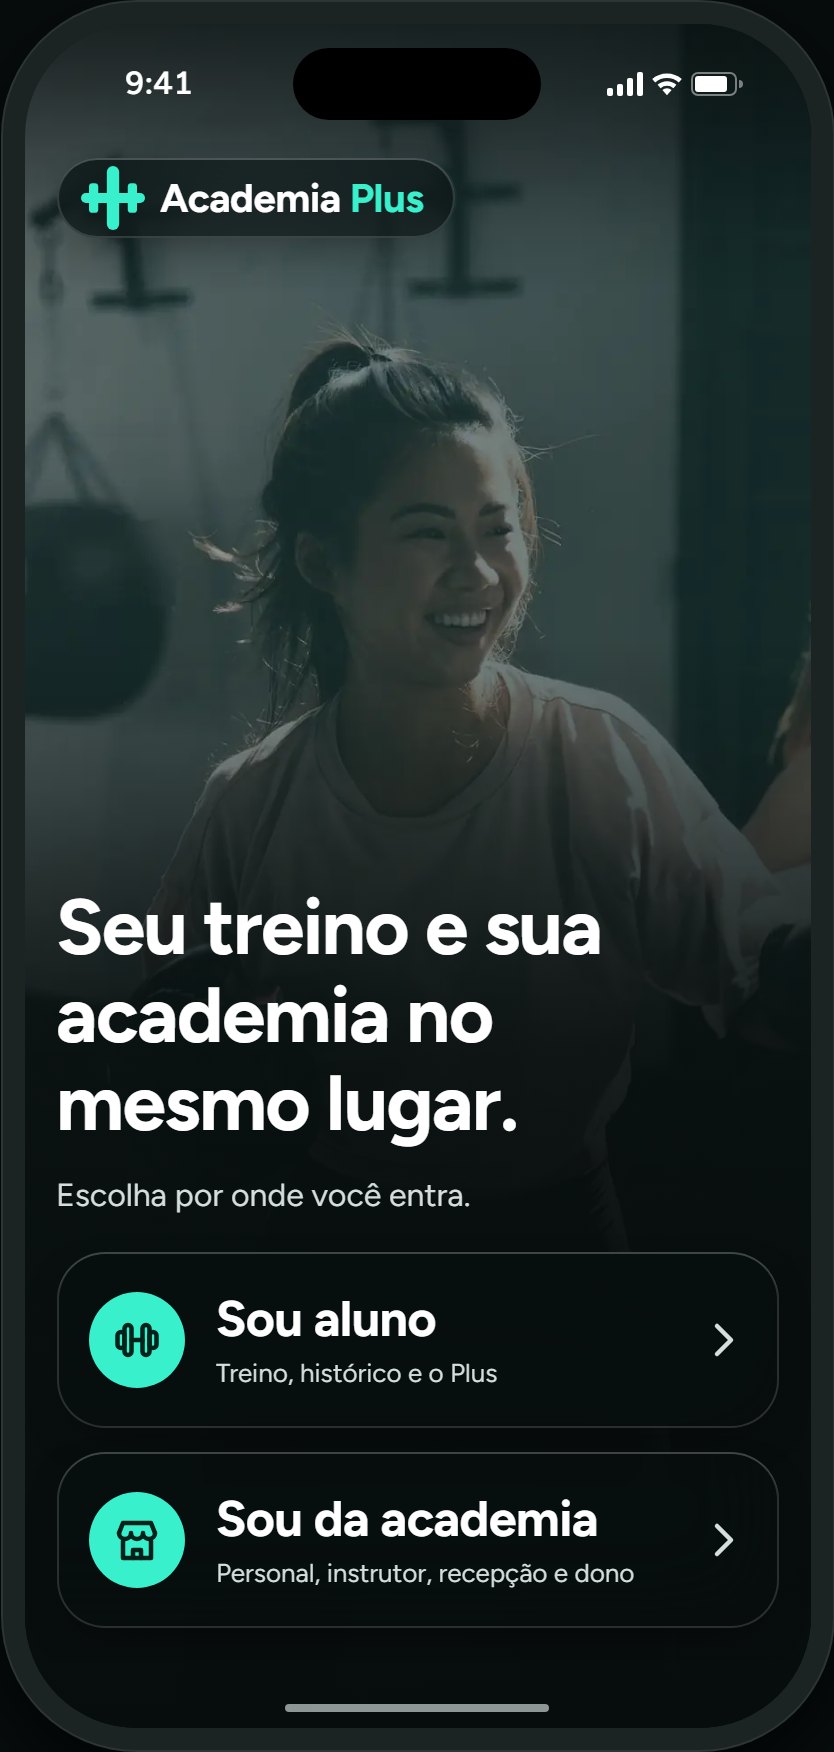 9:41
Academia Plus
Seu treino e sua
academia no
mesmo lugar.
Escolha por onde você entra.
Sou aluno
Treino, histórico e o Plus
Sou da academia
Personal, instrutor, recepção e dono